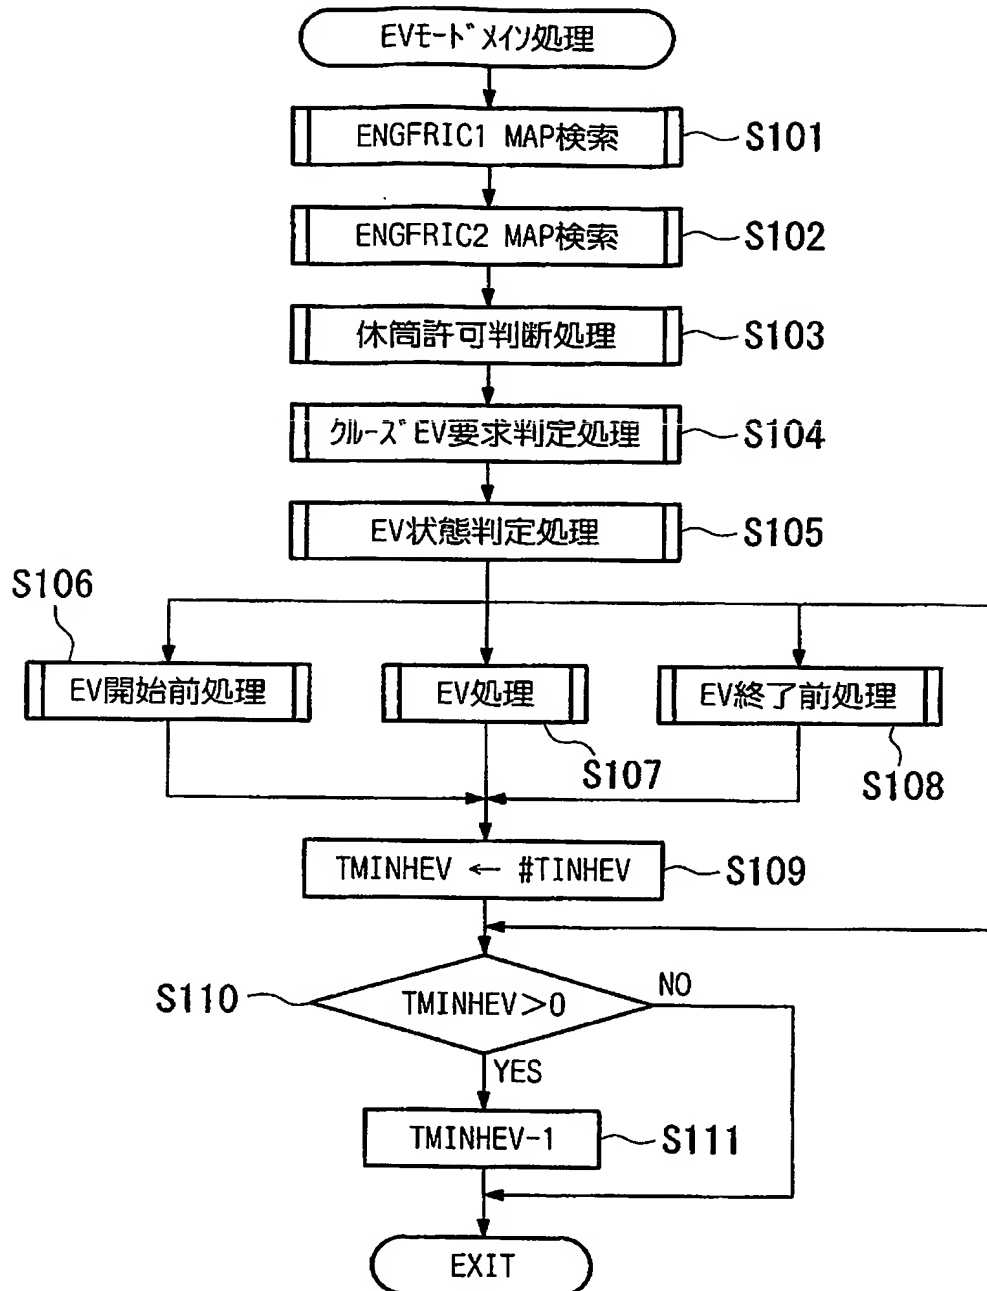 EVモードメイン処理
ENGFRIC1 MAP検索
S101
ENGFRIC2 MAP検索
S102
休筒許可判断処理
S103
クルーズEV要求判定処理
S104
EV状態判定処理
S105
S106
EV開始前処理
EV処理
EV終了前処理
S107
S108
TMINHEV ← #TINHEV
S109
S110
TMINHEV>0
NO
YES
TMINHEV-1
S111
EXIT